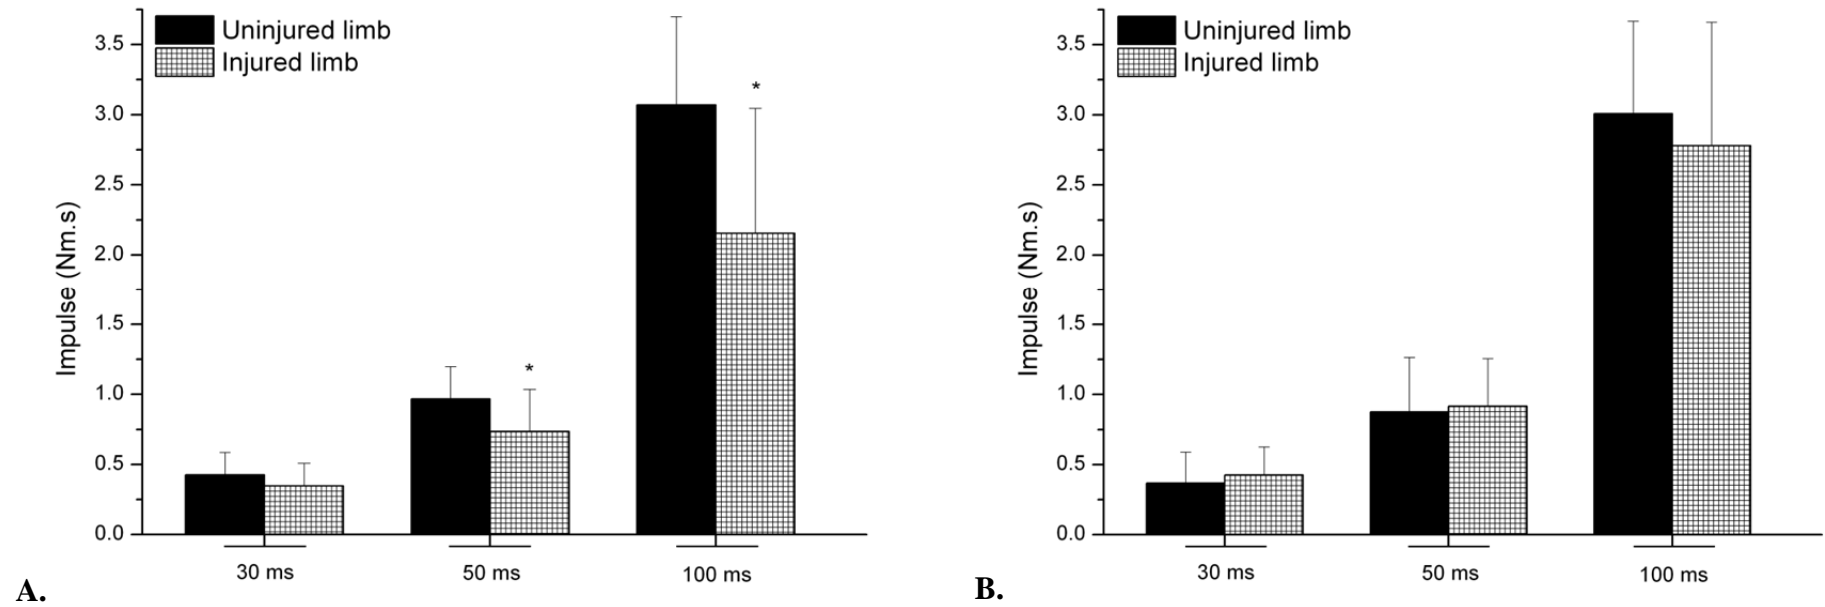 Uninjured limb
Injured limb
3.5
3.0
2.5
2.0
1.5
1.0
0.5
0.0
Impulse (Nm.s)
*
*
30 ms
50 ms
100 ms
A.
Uninjured limb
Injured limb
3.5
3.0
2.5
2.0
1.5
1.0
0.5
0.0
Impulse (Nm.s)
30 ms
50 ms
100 ms
B.